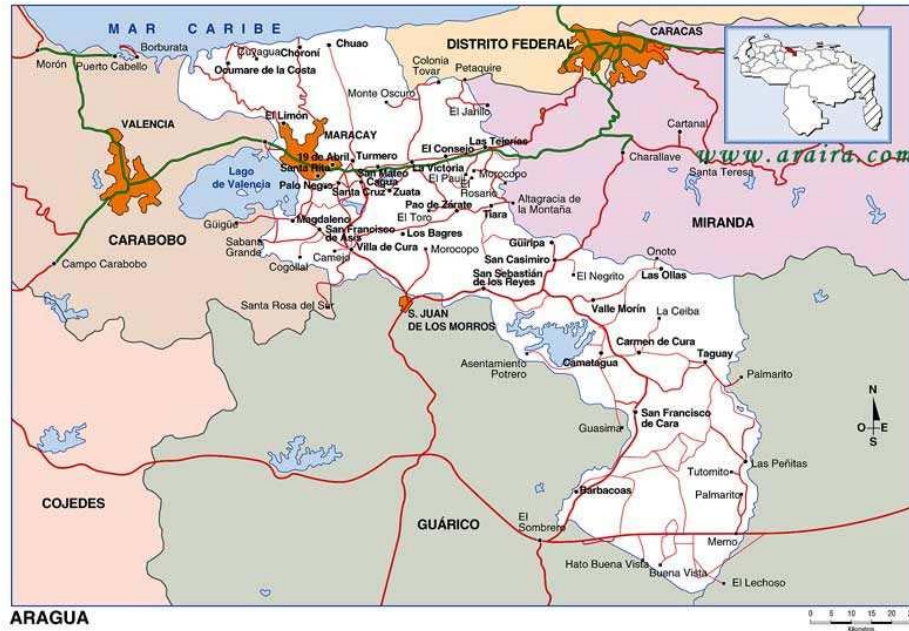 MAR CARIBE
Morón
Puerto Cabello
Borburata
Cuyagua
Choroní
Chuao
Ocumare de la Costa
DISTRITO FEDERAL
CARACAS
Colonia
Tovar
Petaquire
Monte Oscuro
El Jarillo
VALENCIA
El Limón
MARACAY
Las Tejerías
Cartanal
www.araira.com
Charallave
Santa Teresa
19 de Abril
Turmero
El Consejo
Santa Rita
San Mateo
La Victoria
Morocopo
Lago
de Valencia
Palo Negro
Cagua
El Paui
El
Rosario
Santa Cruz
Zuata
Pao de Zárate
Altagracia de
la Montaña
El Toro
Tiara
MIRANDA
Güigüe
Magdaleno
San Francisco
de Asís
Los Bagres
CARABOBO
Sabana
Grande
Camejo
Villa de Cura
Morocopo
Güiripa
Onoto
Campo Carabobo
Cogollal
San Casimiro
Las Ollas
El Negrito
San Sebastián
de los Reyes
Santa Rosa del Sur
S. JUAN
DE LOS MORROS
Valle Morín
La Ceiba
Carmen de Cura
Asentamiento
Potrero
Camatagua
Taguay
Palmarito
N
O E
S
Guasima
San Francisco
de Cara
Las Peñitas
Tutomito
Barbacoas
Palmarito
COJEDES
GUÁRICO
El
Sombrero
Memo
Hato Buena Vista
Buena Vista
El Lechoso
ARAGUA
0 5 10 15 20
Kilómetros